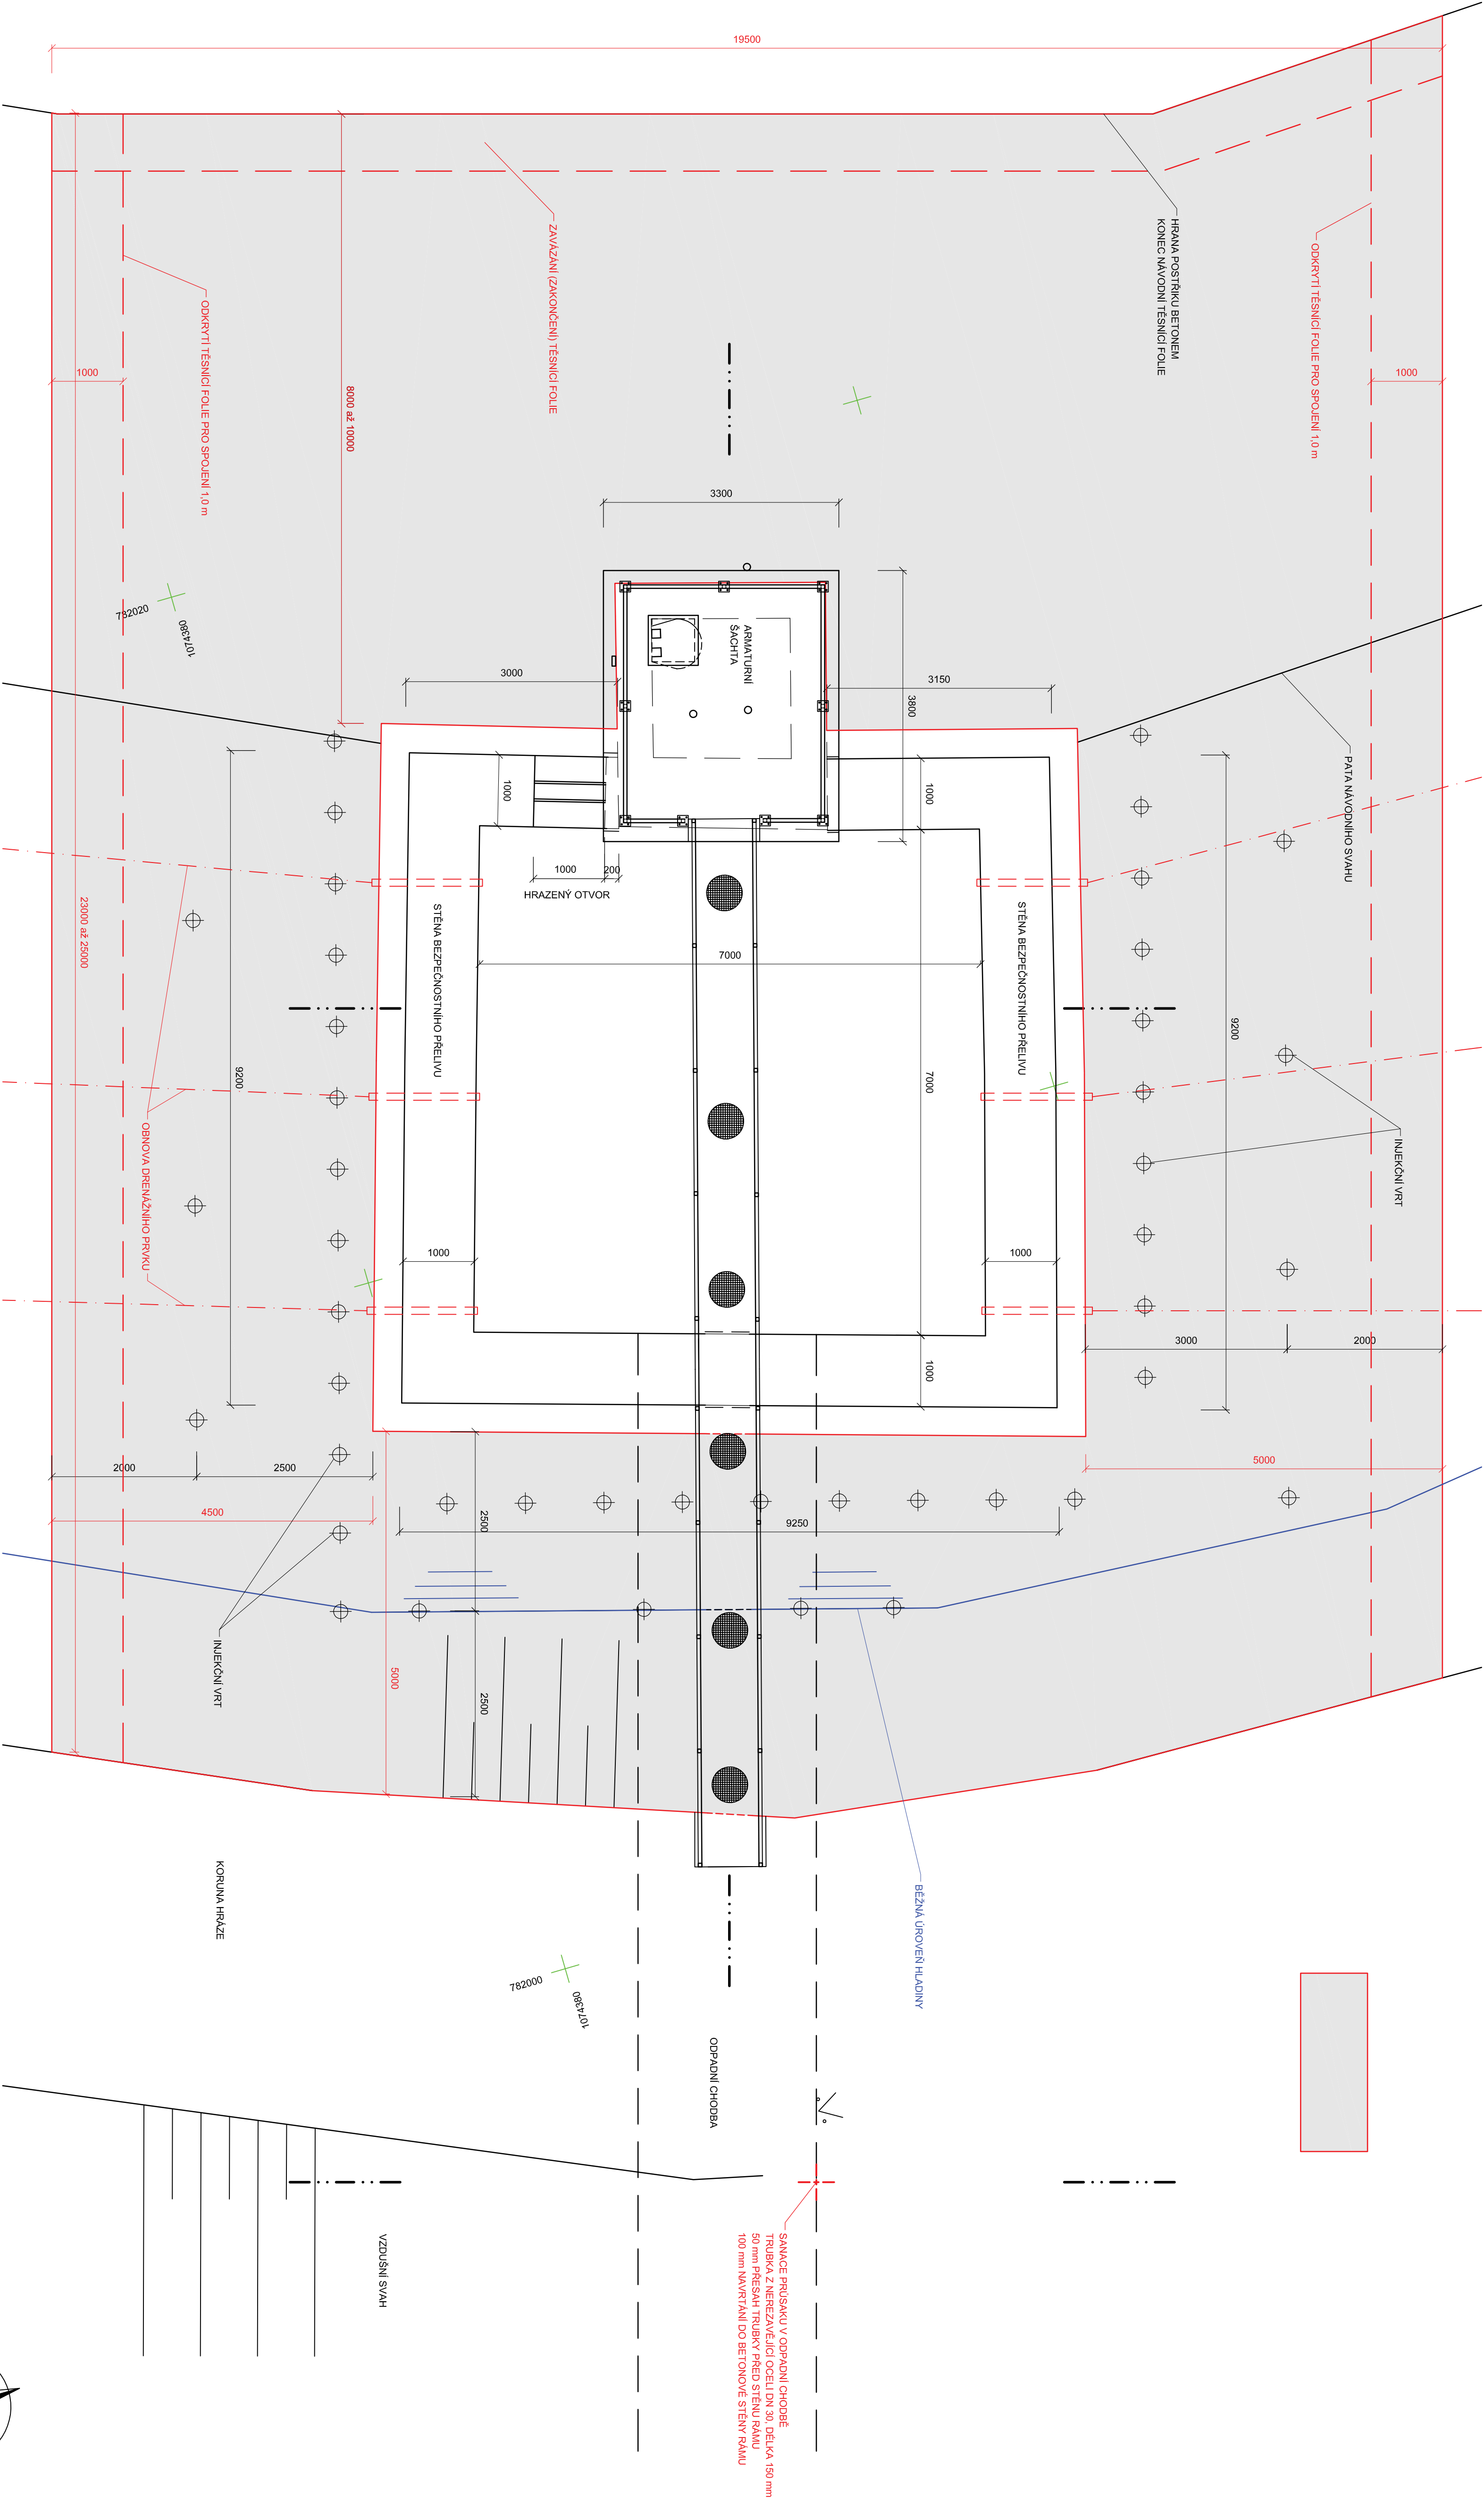 19500
HRANA POSTŘIKU BETONEM
KONEC NÁVODNÍ TĚSNÍCÍ FOLIE
ODKRYTÍ TĚSNÍCÍ FOLIE PRO SPOJENÍ 1,0 m
ZAVÁZÁNÍ (ZAKONČENÍ) TĚSNÍCÍ FOLIE
ODKRYTÍ TĚSNÍCÍ FOLIE PRO SPOJENÍ 1,0 m
1000
1000
8000 až 10000
3300
782020
1074380
ARMATURNÍ
ŠACHTA
3000
3150
3800
PATA NÁVODNÍHO SVAHU
1000
1000
1000
200
HRAZENÝ OTVOR
STĚNA BEZPEČNOSTNÍHO PŘELIVU
STĚNA BEZPEČNOSTNÍHO PŘELIVU
23000 až 25000
7000
9200
9200
7000
OBNOVA DRENÁŽNÍHO PRVKU
INJEKČNÍ VRT
1000
1000
3000
2000
1000
2000
2500
5000
4500
2500
9250
INJEKČNÍ VRT
5000
2500
KORUNA HRÁZE
BĚŽNÁ ÚROVEŇ HLADINY
782000
1074380
ODPADNÍ CHODBA
VZDUŠNÍ SVAH
SANACE PRŮSAKU V ODPADNÍ CHODBĚ
TRUBKA Z NEREZAVĚJÍCÍ OCELI DN 30, DÉLKA 150 mm
50 mm PŘESAH TRUBKY PŘED STĚNU RÁMU
100 mm NAVRTÁNÍ DO BETONOVÉ STĚNY RÁMU